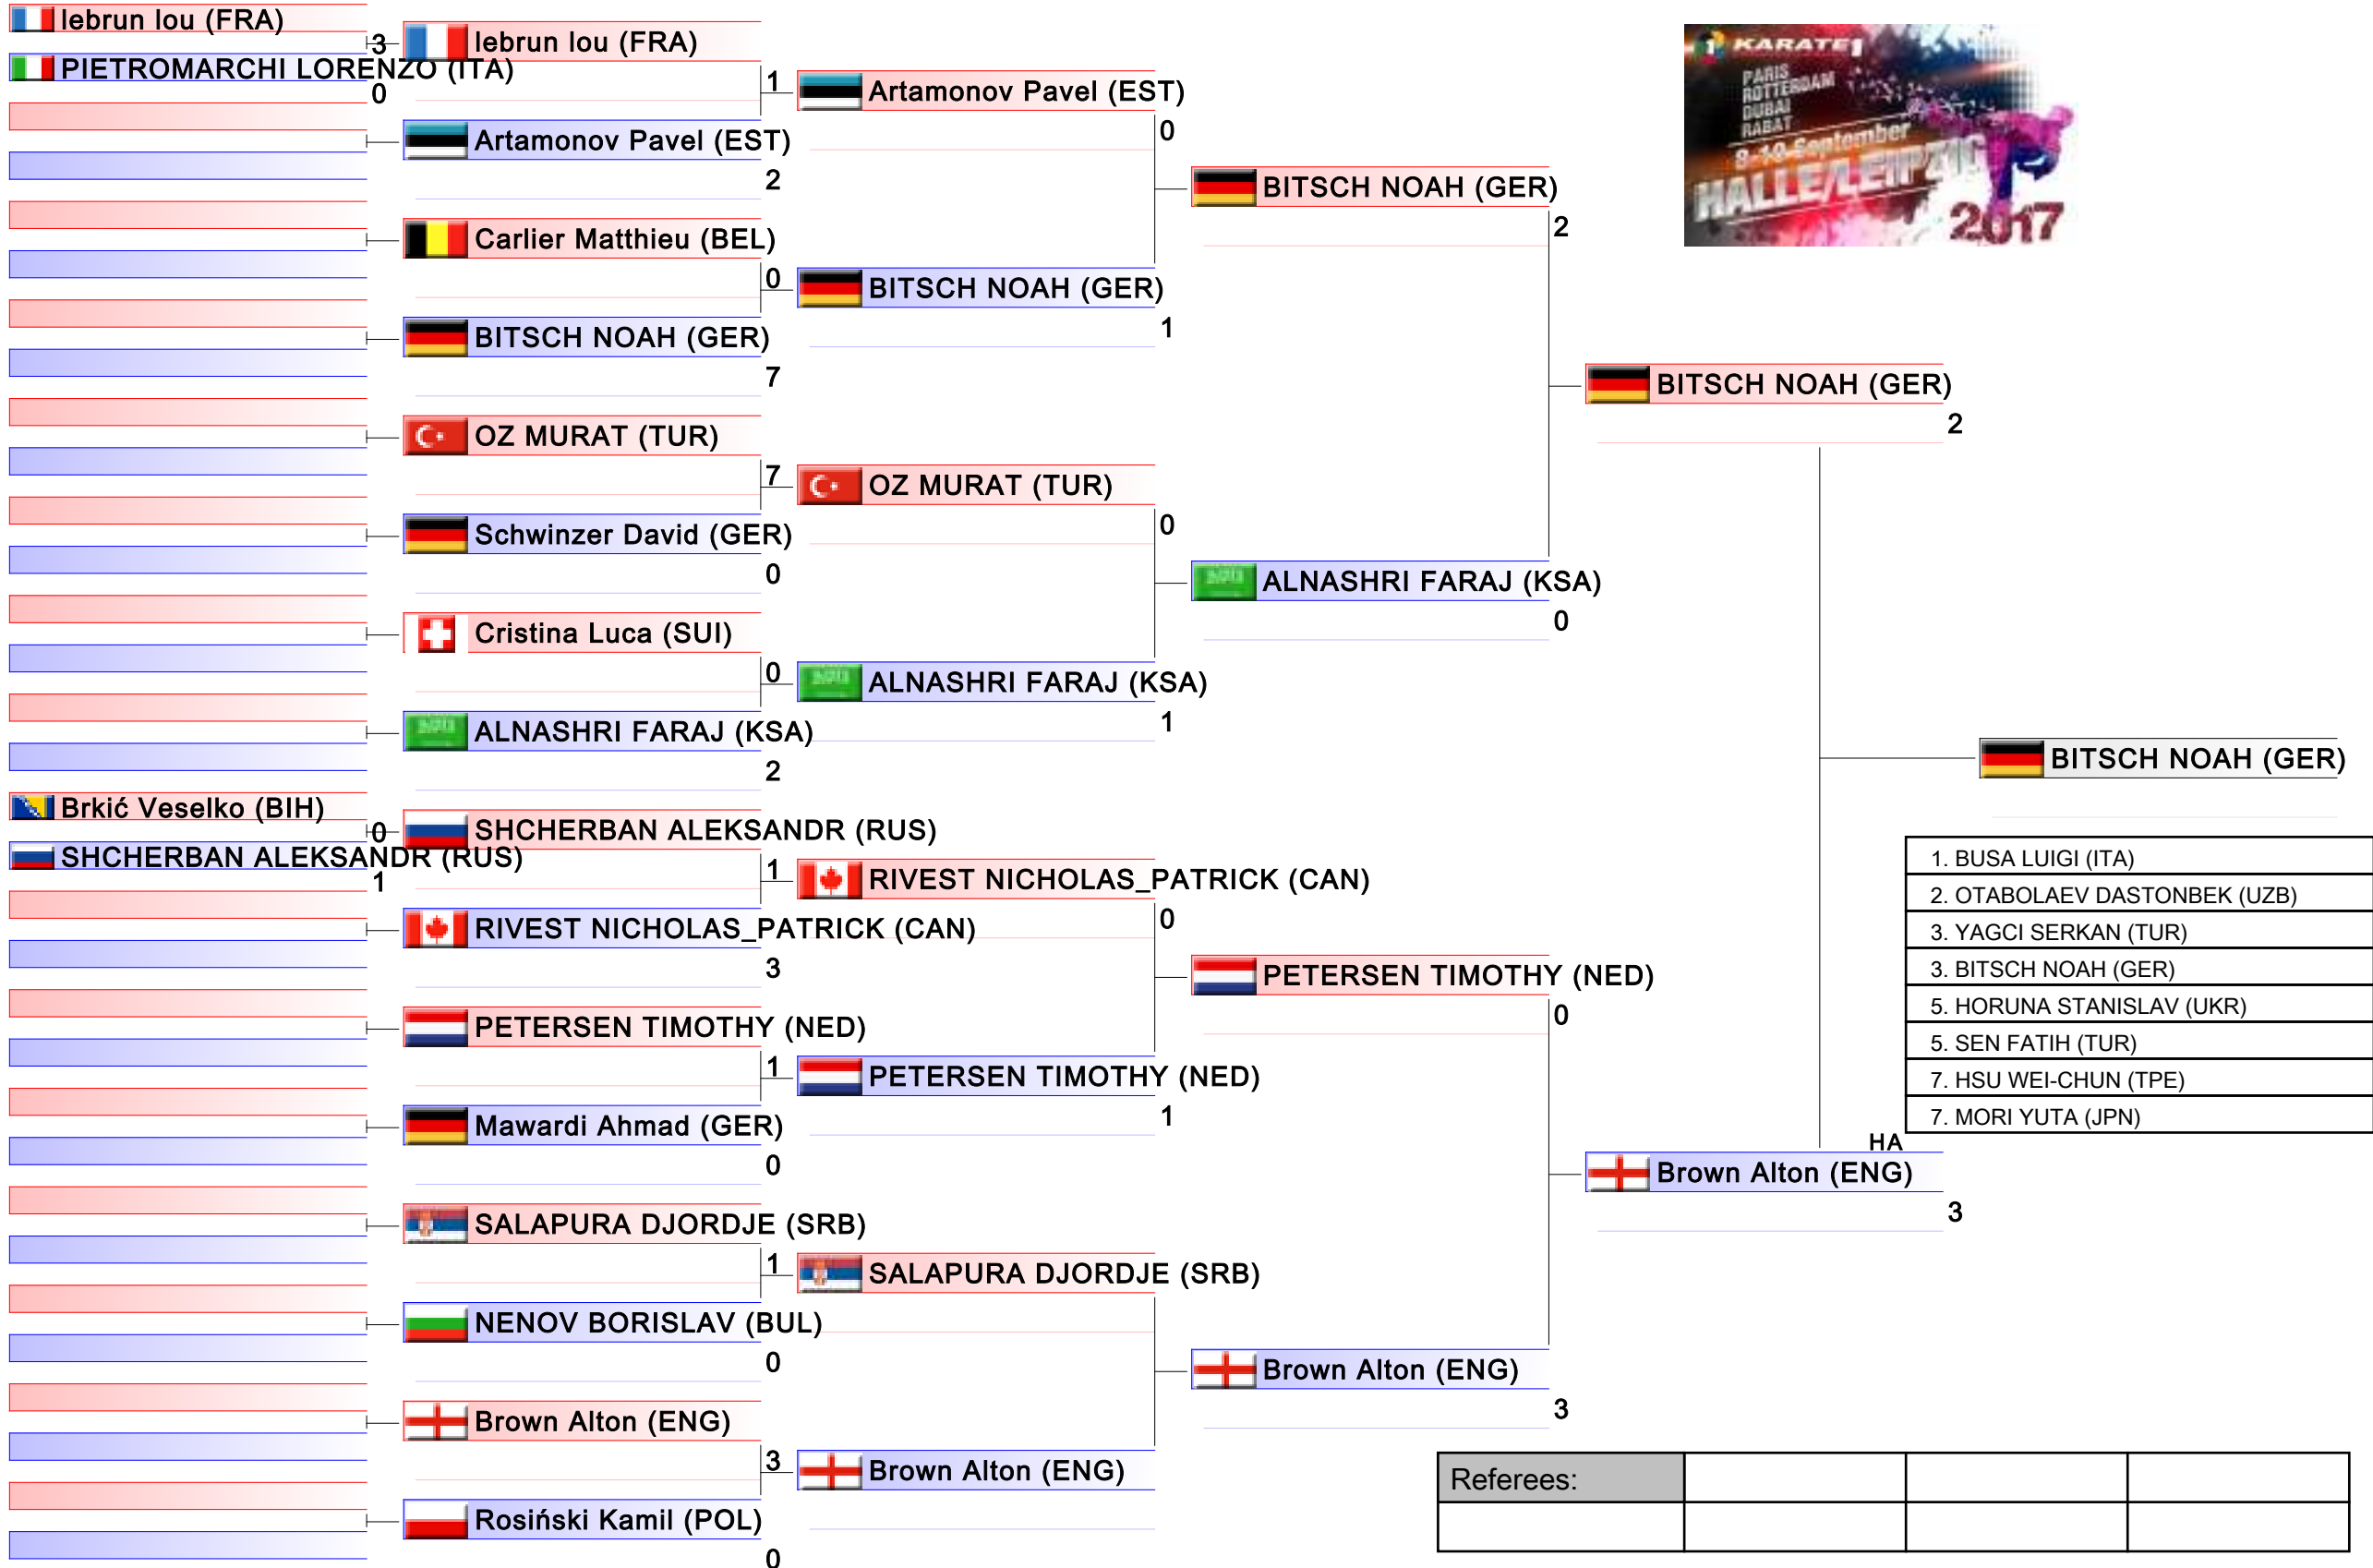 lebrun lou (FRA)
3
PIETROMARCHI LORENZO (ITA)
0
Brkić Veselko (BIH)
0
SHCHERBAN ALEKSANDR (RUS)
1
lebrun lou (FRA)
1
Artamonov Pavel (EST)
2
Carlier Matthieu (BEL)
0
BITSCH NOAH (GER)
7
OZ MURAT (TUR)
7
Schwinzer David (GER)
0
Cristina Luca (SUI)
0
ALNASHRI FARAJ (KSA)
2
SHCHERBAN ALEKSANDR (RUS)
1
RIVEST NICHOLAS_PATRICK (CAN)
3
PETERSEN TIMOTHY (NED)
1
Mawardi Ahmad (GER)
0
SALAPURA DJORDJE (SRB)
1
NENOV BORISLAV (BUL)
0
Brown Alton (ENG)
3
Rosiński Kamil (POL)
0
Artamonov Pavel (EST)
0
BITSCH NOAH (GER)
1
OZ MURAT (TUR)
0
ALNASHRI FARAJ (KSA)
1
RIVEST NICHOLAS_PATRICK (CAN)
0
PETERSEN TIMOTHY (NED)
1
SALAPURA DJORDJE (SRB)
Brown Alton (ENG)
BITSCH NOAH (GER)
2
ALNASHRI FARAJ (KSA)
0
PETERSEN TIMOTHY (NED)
0
Brown Alton (ENG)
3
BITSCH NOAH (GER)
2
HA
Brown Alton (ENG)
3
BITSCH NOAH (GER)
KARATE1
PARIS
ROTTERDAM
DUBAI
RABAT
8-10 September
HALLE/LEIPZIG
2017
1. BUSA LUIGI (ITA)
2. OTABOLAEV DASTONBEK (UZB)
3. YAGCI SERKAN (TUR)
3. BITSCH NOAH (GER)
5. HORUNA STANISLAV (UKR)
5. SEN FATIH (TUR)
7. HSU WEI-CHUN (TPE)
7. MORI YUTA (JPN)
Referees: